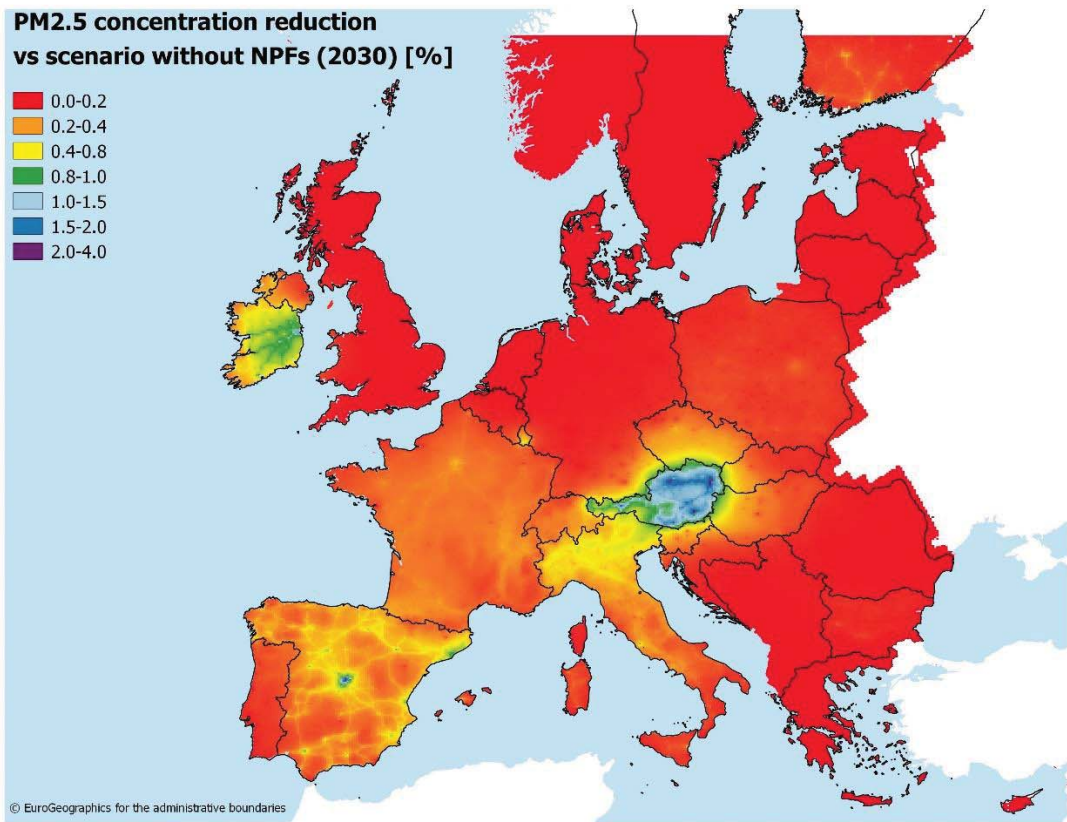 PM2.5 concentration reduction
vs scenario without NPFs (2030) [%]
0.0-0.2
0.2-0.4
0.4-0.8
0.8-1.0
1.0-1.5
1.5-2.0
2.0-4.0
© EuroGeographics for the administrative boundaries